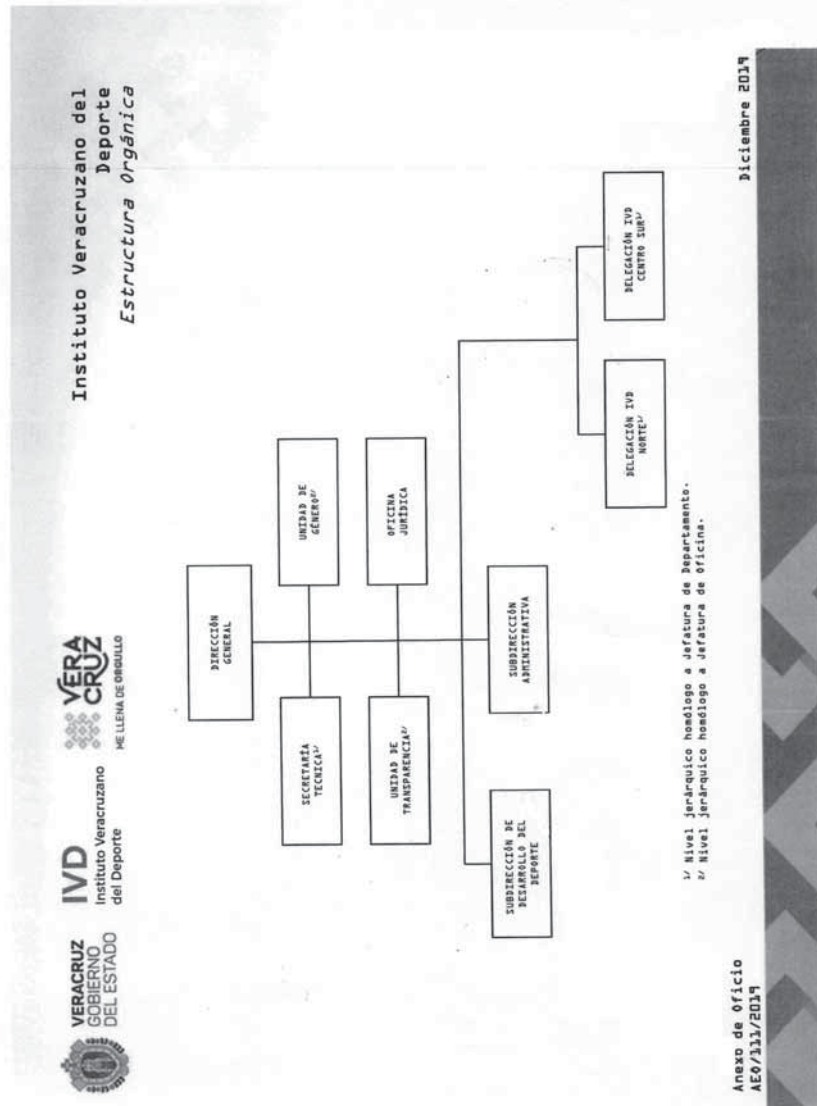 VERACRUZ
GOBIERNO
DEL ESTADO
IVD
Instituto Veracruzano
del Deporte
VERA
CRUZ
ME LLENA DE ORGULLO
Instituto Veracruzano del
Deporte
Estructura Orgánica
DIRECCIÓN
GENERAL
SECRETARÍA
TECNICA1/
UNIDAD DE
GÉNERO2/
UNIDAD DE
TRANSPARENCIA2/
OFICINA
JURÍDICA
SUBDIRECCIÓN DE
DESARROLLO DEL
DEPORTE
SUBDIRECCIÓN
ADMINISTRATIVA
DELEGACIÓN IVD
NORTE1/
DELEGACIÓN IVD
CENTRO SUR1/
1/ Nivel jerárquico homólogo a Jefatura de Departamento.
2/ Nivel jerárquico homólogo a Jefatura de Oficina.
Anexo de Oficio
AEO/111/2019
Diciembre 2019